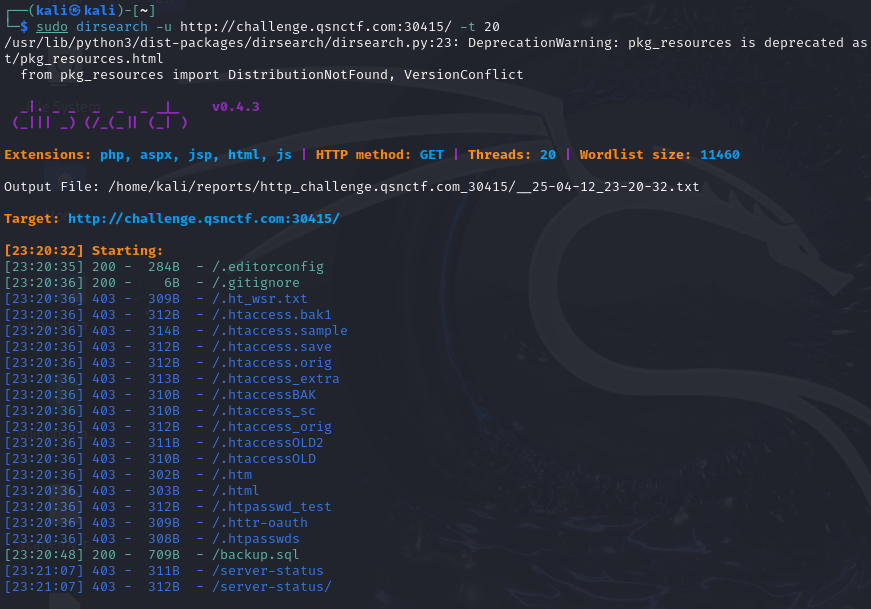 ┌──(kali㉿kali)-[~]
└─$ sudo dirsearch -u http://challenge.qsnctf.com:30415/ -t 20
/usr/lib/python3/dist-packages/dirsearch/dirsearch.py:23: DeprecationWarning: pkg_resources is deprecated as
t/pkg_resources.html
  from pkg_resources import DistributionNotFound, VersionConflict
  _|. _ _  _  _  _ _|_    v0.4.3
 (_||| _) (/_(_|| (_| )
Extensions: php, aspx, jsp, html, js | HTTP method: GET | Threads: 20 | Wordlist size: 11460
Output File: /home/kali/reports/http_challenge.qsnctf.com_30415/__25-04-12_23-20-32.txt
Target: http://challenge.qsnctf.com:30415/
[23:20:32] Starting:
[23:20:35] 200 -  284B  - /.editorconfig
[23:20:36] 200 -    6B  - /.gitignore
[23:20:36] 403 -  309B  - /.ht_wsr.txt
[23:20:36] 403 -  312B  - /.htaccess.bak1
[23:20:36] 403 -  314B  - /.htaccess.sample
[23:20:36] 403 -  312B  - /.htaccess.save
[23:20:36] 403 -  312B  - /.htaccess.orig
[23:20:36] 403 -  313B  - /.htaccess_extra
[23:20:36] 403 -  310B  - /.htaccessBAK
[23:20:36] 403 -  310B  - /.htaccess_sc
[23:20:36] 403 -  312B  - /.htaccess_orig
[23:20:36] 403 -  311B  - /.htaccessOLD2
[23:20:36] 403 -  310B  - /.htaccessOLD
[23:20:36] 403 -  302B  - /.htm
[23:20:36] 403 -  303B  - /.html
[23:20:36] 403 -  312B  - /.htpasswd_test
[23:20:36] 403 -  309B  - /.httr-oauth
[23:20:36] 403 -  308B  - /.htpasswds
[23:20:48] 200 -  709B  - /backup.sql
[23:21:07] 403 -  311B  - /server-status
[23:21:07] 403 -  312B  - /server-status/